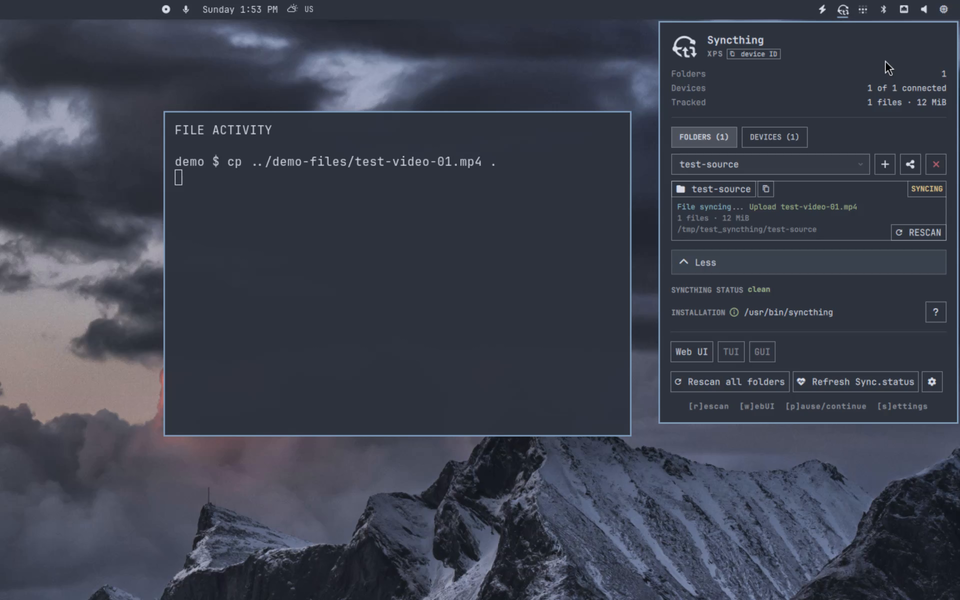 Sunday 1:53 PM US
FILE ACTIVITY
demo $ cp ../demo-files/test-video-01.mp4 .
Syncthing
XPS device ID
Folders 1
Devices 1 of 1 connected
Tracked 1 files · 12 MiB
FOLDERS (1) DEVICES (1)
test-source
test-source SYNCING
File syncing... Upload test-video-01.mp4
1 files · 12 MiB
/tmp/test_syncthing/test-source
RESCAN
Less
SYNCTHING STATUS clean
INSTALLATION /usr/bin/syncthing ?
Web UI TUI GUI
Rescan all folders Refresh Sync.status
[r]escan [w]ebUI [p]ause/continue [s]ettings